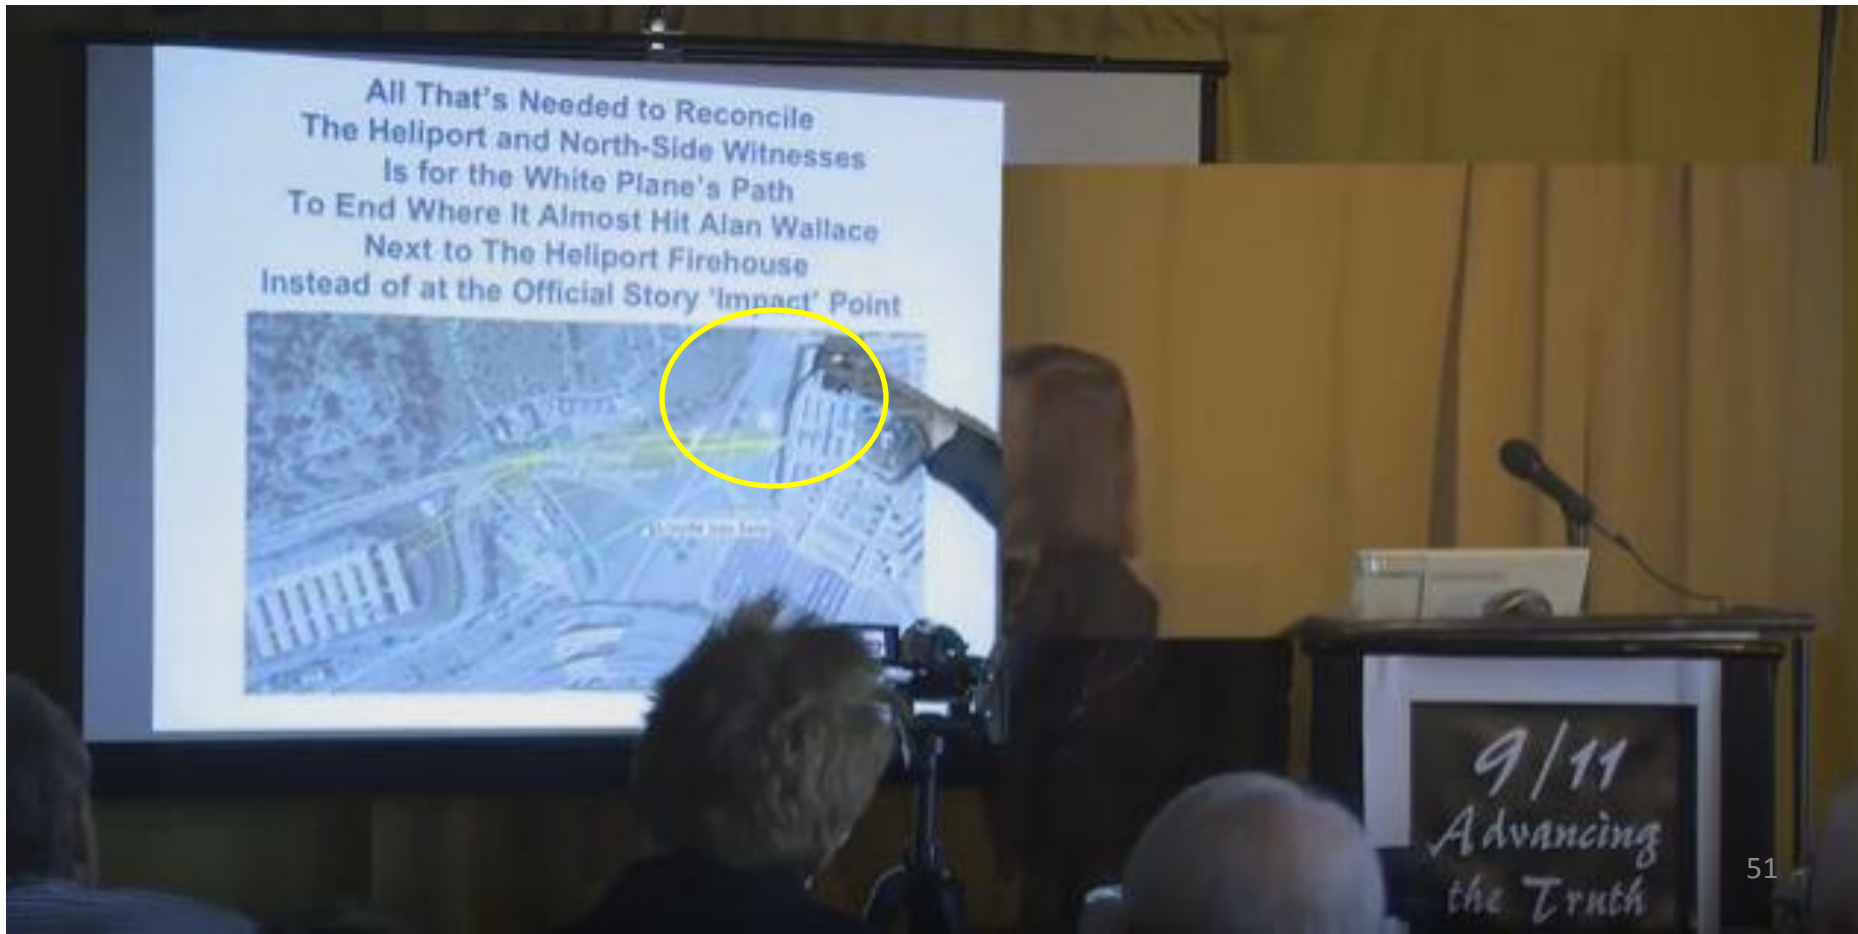 All That's Needed to Reconcile
The Heliport and North-Side Witnesses
Is for the White Plane's Path
To End Where It Almost Hit Alan Wallace
Next to The Heliport Firehouse
Instead of at the Official Story 'Impact' Point
was here
9/11
Advancing
the Truth
51